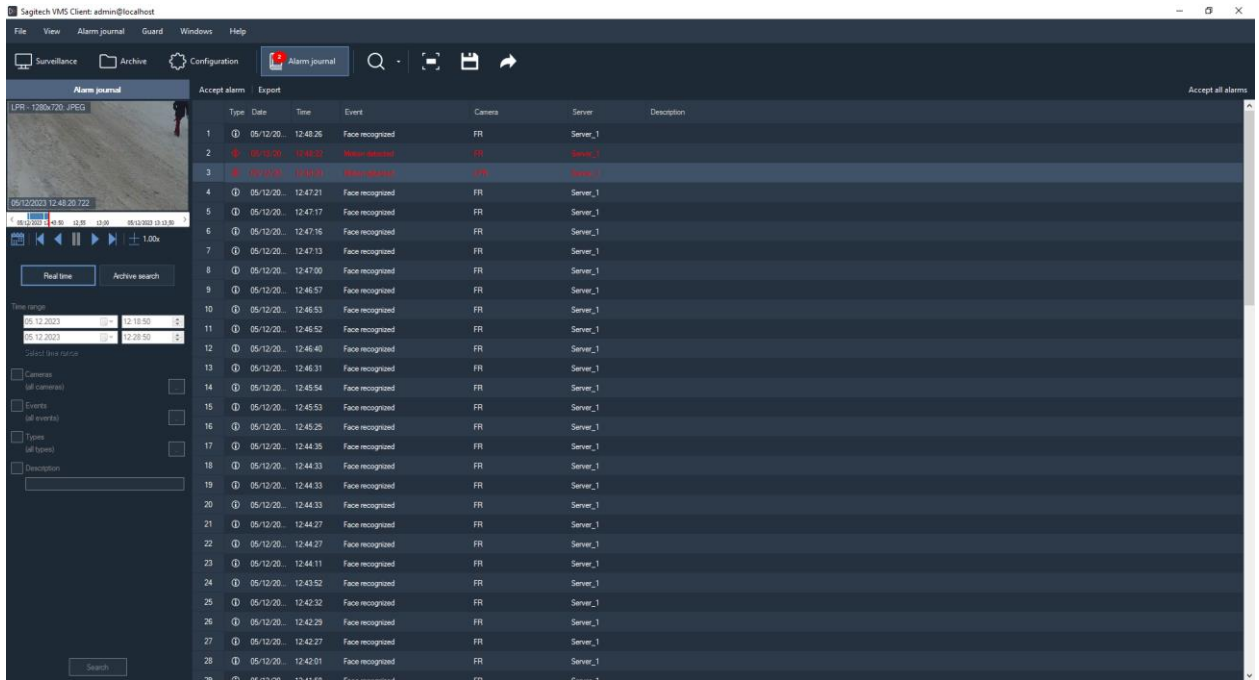 Sagitech VMS Client: admin@localhost
File View Alarm journal Guard Windows Help
Surveillance Archive Configuration 2 Alarm journal
Alarm journal Accept alarm Export Accept all alarms
LPR - 1280x720; JPEG
Type Date Time Event Camera Server Description
1 05/12/20... 12:48:26 Face recognized FR Server_1
2 FR
3
4 05/12/20... 12:47:21 Face recognized FR Server_1
05/12/2023 12:48:20.722
5 05/12/20... 12:47:17 Face recognized FR Server_1
12:55 13:00 05/12/2023 13:13:50
6 05/12/20... 12:47:16 Face recognized FR Server_1
1.00x
7 05/12/20... 12:47:13 Face recognized FR Server_1
8 05/12/20... 12:47:00 Face recognized FR Server_1
Real time Archive search
9 05/12/20... 12:46:57 Face recognized FR Server_1
Time range
10 05/12/20... 12:46:53 Face recognized FR Server_1
05.12.2023 12:18:50
11 05/12/20... 12:46:52 Face recognized FR Server_1
05.12.2023 12:28:50
12 05/12/20... 12:46:40 Face recognized FR Server_1
Select time range
13 05/12/20... 12:46:31 Face recognized FR Server_1
Cameras
(all cameras) ...
14 05/12/20... 12:45:54 Face recognized FR Server_1
Events
15 05/12/20... 12:45:53 Face recognized FR Server_1
(all events) ...
16 05/12/20... 12:45:25 Face recognized FR Server_1
Types
17 05/12/20... 12:44:35 Face recognized FR Server_1
(all types) ...
18 05/12/20... 12:44:33 Face recognized FR Server_1
Description
19 05/12/20... 12:44:33 Face recognized FR Server_1
20 05/12/20... 12:44:33 Face recognized FR Server_1
21 05/12/20... 12:44:27 Face recognized FR Server_1
22 05/12/20... 12:44:27 Face recognized FR Server_1
23 05/12/20... 12:44:11 Face recognized FR Server_1
24 05/12/20... 12:43:52 Face recognized FR Server_1
25 05/12/20... 12:42:32 Face recognized FR Server_1
26 05/12/20... 12:42:29 Face recognized FR Server_1
27 05/12/20... 12:42:27 Face recognized FR Server_1
28 05/12/20... 12:42:01 Face recognized FR Server_1
Search